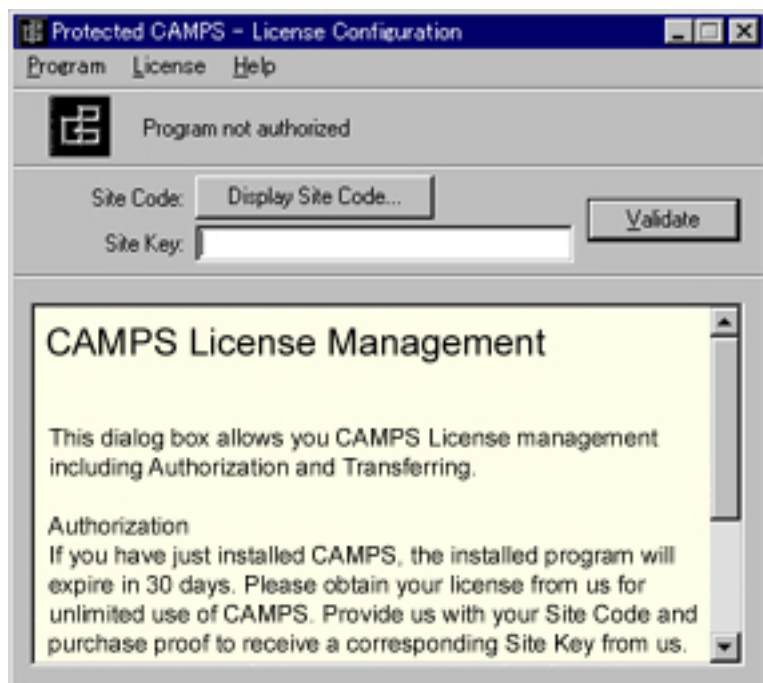 Protected CAMPS - License Configuration
Program License Help
Program not authorized
Site Code: Display Site Code...
Validate
Site Key:
CAMPS License Management
This dialog box allows you CAMPS License management
including Authorization and Transferring.
Authorization
If you have just installed CAMPS, the installed program will
expire in 30 days. Please obtain your license from us for
unlimited use of CAMPS. Provide us with your Site Code and
purchase proof to receive a corresponding Site Key from us.